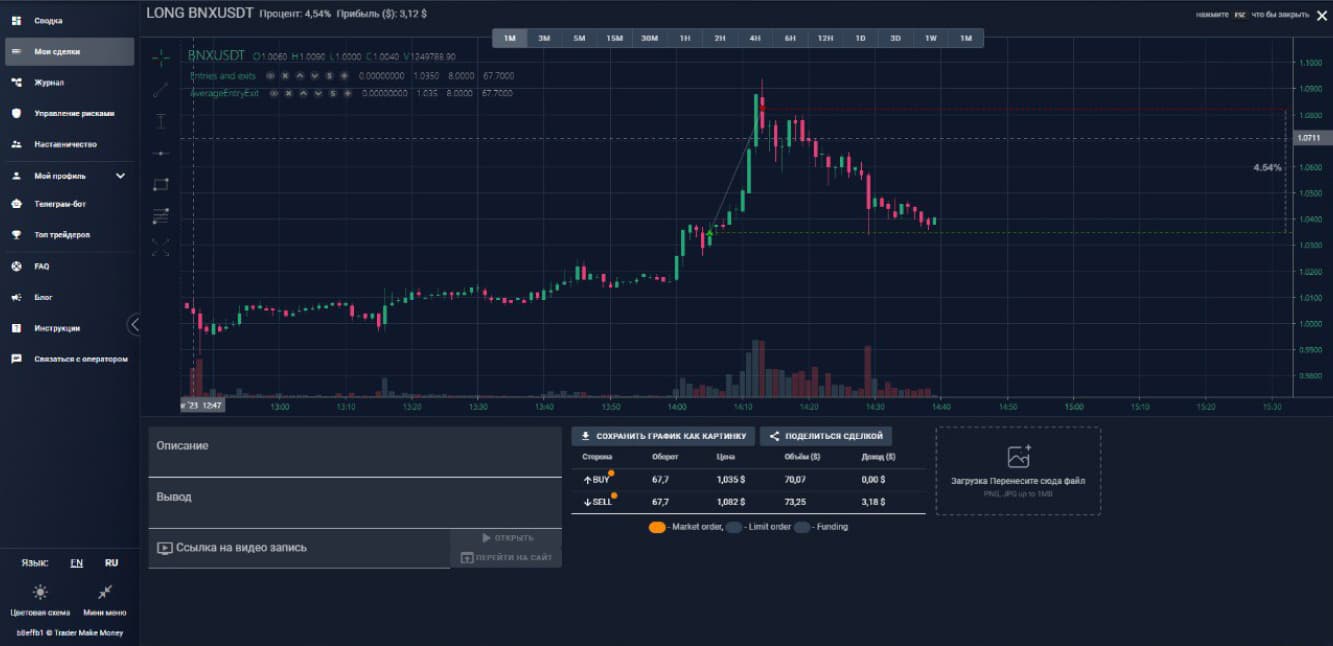 LONG BNXUSDT Процент: 4,54% Прибыль ($): 3,12 $
нажмите ESC что бы закрыть
Сводка
Мои сделки
Журнал
Управление рисками
Наставничество
Мой профиль
Телеграм-бот
Топ трейдеров
FAQ
Блог
Инструкции
Связаться с оператором
Язык: EN RU
Цветовая схема Мини меню
b8effb1 © Trader Make Money
1M 3M 5M 15M 30M 1H 2H 4H 6H 12H 1D 3D 1W 1M
BNXUSDT O1.0060 H1.0090 L1.0000 C1.0040 V1249788.90
Entries and exits 0.00000000 1.0350 8.0000 67.7000
AverageEntryExit 0.00000000 1.035 8.0000 67.7000
1.1000
1.0900
1.0800
1.0711
1.0600
4.54%
1.0500
1.0400
1.0300
1.0200
1.0100
1.0000
0.9900
0.9800
'23 12:47 13:00 13:10 13:20 13:30 13:40 13:50 14:00 14:10 14:20 14:30 14:40 14:50 15:00 15:10 15:20 15:30
Описание
Вывод
Ссылка на видео запись
ОТКРЫТЬ
ПЕРЕЙТИ НА САЙТ
СОХРАНИТЬ ГРАФИК КАК КАРТИНКУ ПОДЕЛИТЬСЯ СДЕЛКОЙ
Сторона Оборот Цена Объём ($) Доход ($)
BUY 67,7 1,035 $ 70,07 0,00 $
SELL 67,7 1,082 $ 73,25 3,18 $
- Market order, - Limit order - Funding
Загрузка Перенесите сюда файл
PNG, JPG up to 1MB